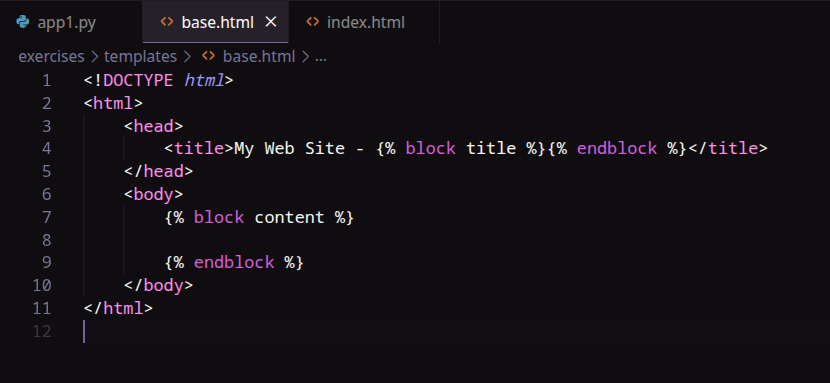 app1.py base.html index.html
exercises > templates > base.html > ...
1 <!DOCTYPE html>
2 <html>
3     <head>
4         <title>My Web Site - {% block title %}{% endblock %}</title>
5     </head>
6     <body>
7         {% block content %}
8
9         {% endblock %}
10     </body>
11 </html>
12